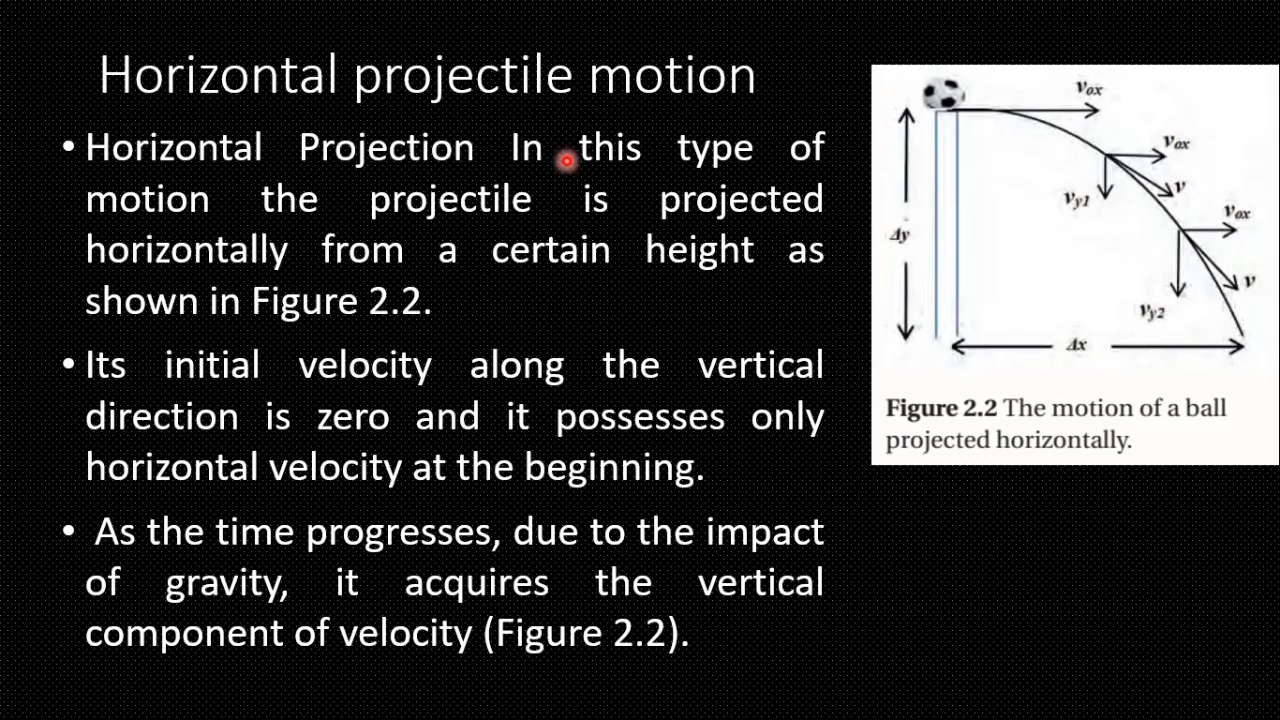 Horizontal projectile motion
• Horizontal Projection In this type of
motion the projectile is projected
horizontally from a certain height as
shown in Figure 2.2.
• Its initial velocity along the vertical
direction is zero and it possesses only
horizontal velocity at the beginning.
• As the time progresses, due to the impact
of gravity, it acquires the vertical
component of velocity (Figure 2.2).
vox
vox
v
vy1
vox
Δy
v
vy2
Δx
Figure 2.2 The motion of a ball
projected horizontally.